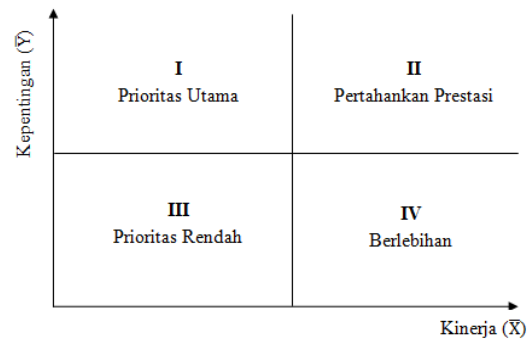 Kepentingan (Y̅)
I
Prioritas Utama
II
Pertahankan Prestasi
III
Prioritas Rendah
IV
Berlebihan
Kinerja (X̅)